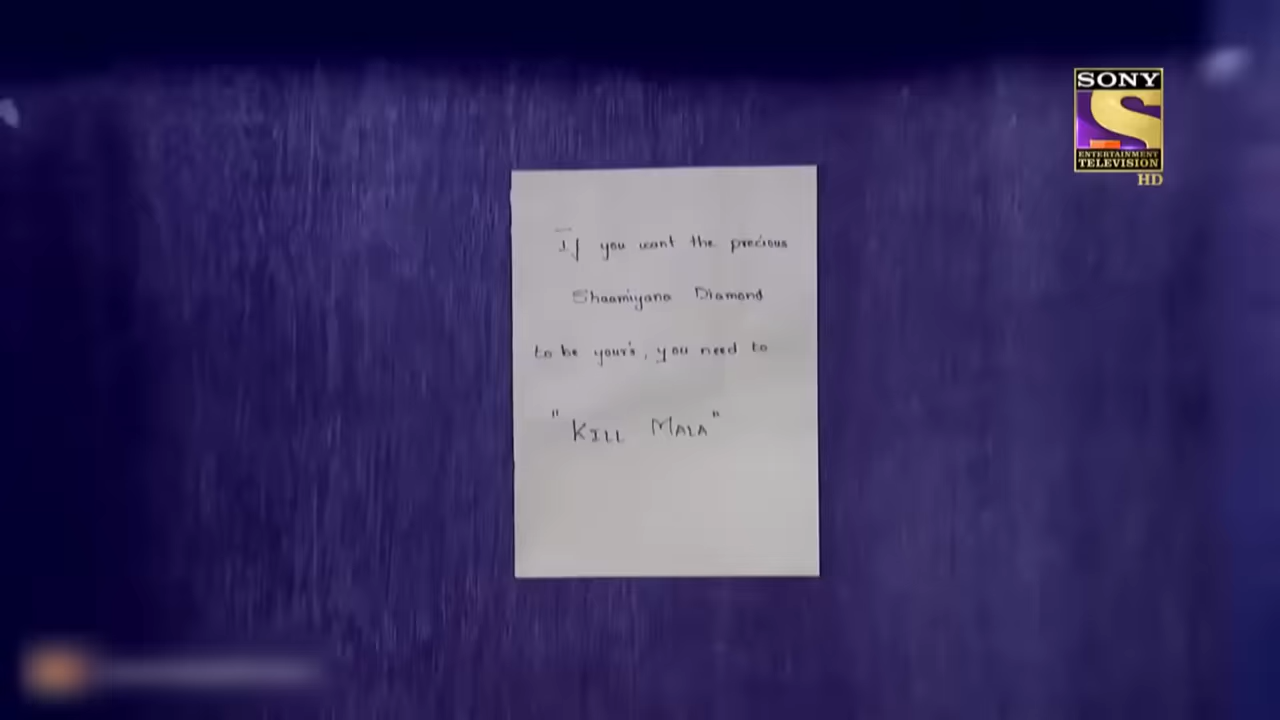 If you want the precious
Shaamiyana Diamond
to be your's, you need to
"KILL MALA"
SONY
S
ENTERTAINMENT
TELEVISION
HD